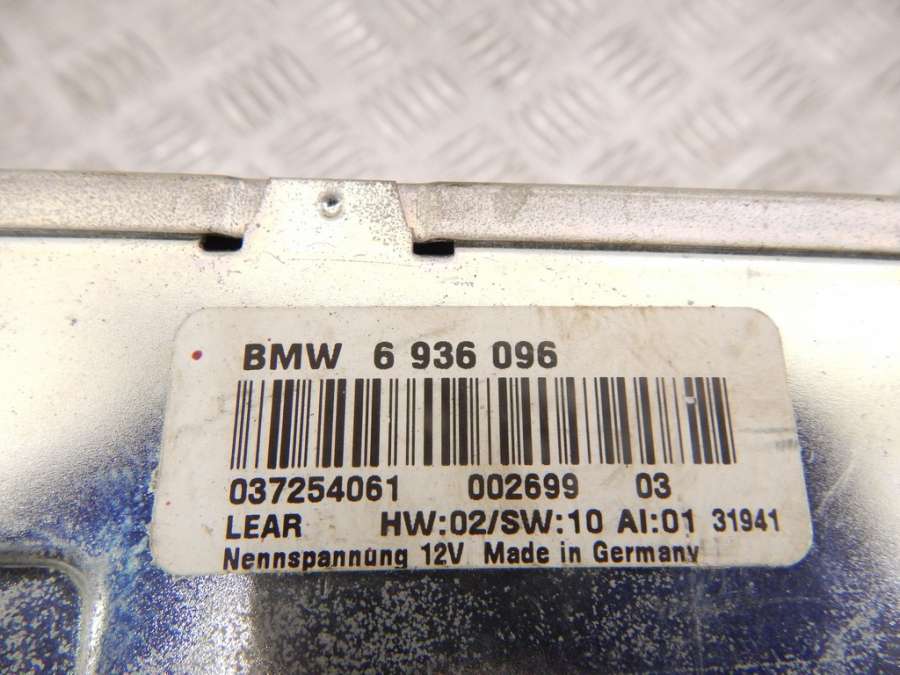 BMW 6 936 096
037254061 002699 03
LEAR HW:02/SW:10 AI:01 31941
Nennspannung 12V Made in Germany